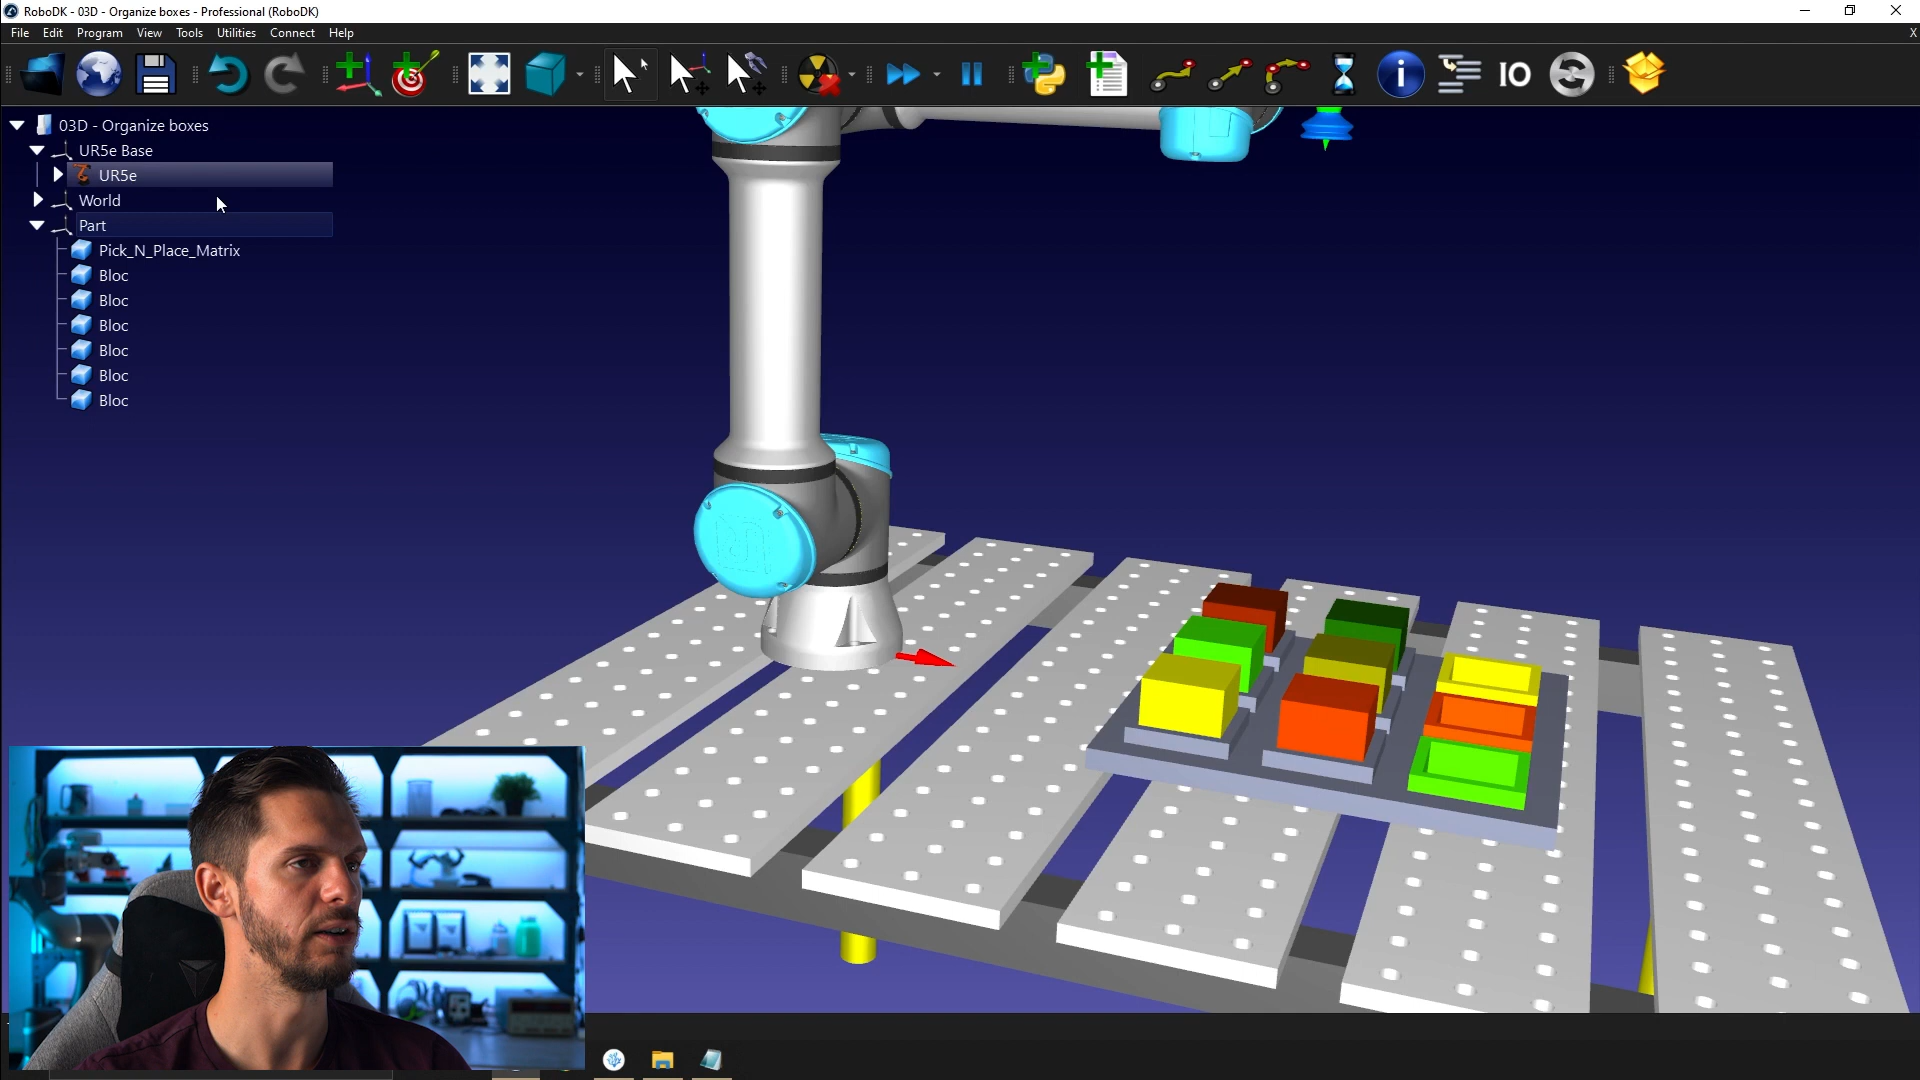 RoboDK - 03D - Organize boxes - Professional (RoboDK)
File Edit Program View Tools Utilities Connect Help
X
IO
03D - Organize boxes
UR5e Base
UR5e
World
Part
Pick_N_Place_Matrix
Bloc
Bloc
Bloc
Bloc
Bloc
Bloc